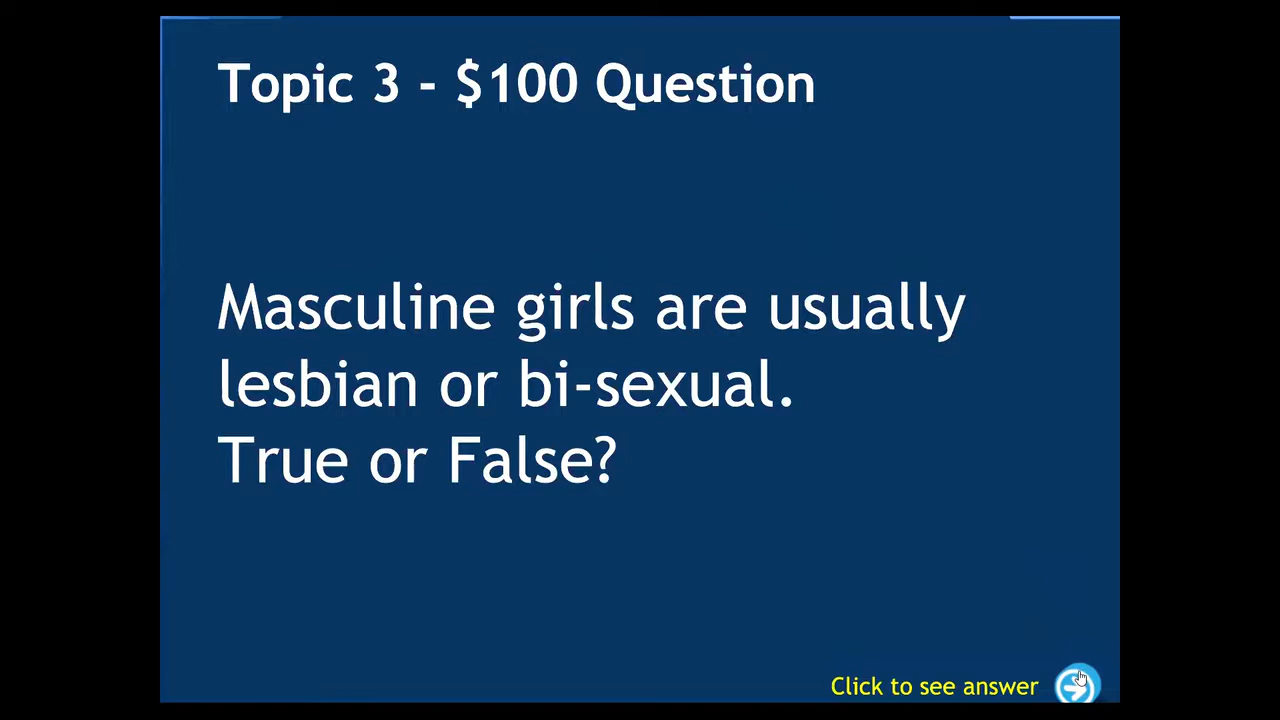 Topic 3 - $100 Question
Masculine girls are usually
lesbian or bi-sexual.
True or False?
Click to see answer